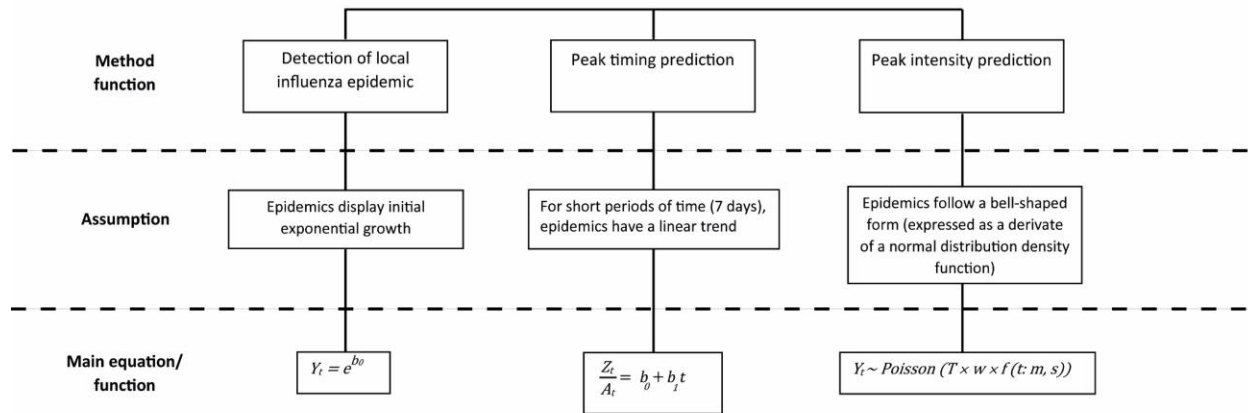 Method
function
Detection of local
influenza epidemic
Peak timing prediction
Peak intensity prediction
Assumption
Epidemics display initial
exponential growth
For short periods of time (7 days),
epidemics have a linear trend
Epidemics follow a bell-shaped
form (expressed as a derivate
of a normal distribution density
function)
Main equation/
function
Y_t = e^{b_0}
Z_t/A_t = b_0 + b_1 t
Y_t ~ Poisson (T × w × f (t: m, s))